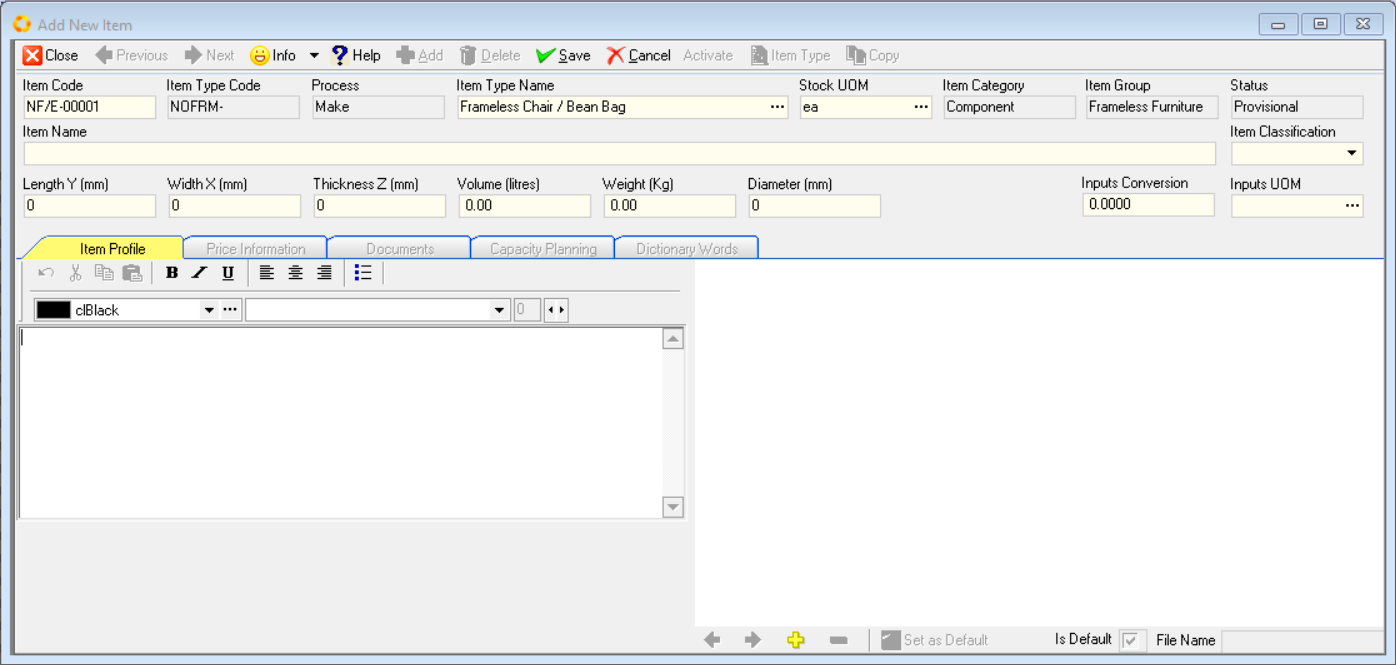 Add New Item
Close Previous Next Info Help Add Delete Save Cancel Activate Item Type Copy
Item Code Item Type Code Process Item Type Name Stock UOM Item Category Item Group Status
NF/E-00001 NOFRM- Make Frameless Chair / Bean Bag ... ea ... Component Frameless Furniture Provisional
Item Name Item Classification
Length Y (mm) Width X (mm) Thickness Z (mm) Volume (litres) Weight (Kg) Diameter (mm) Inputs Conversion Inputs UOM
0 0 0 0.00 0.00 0 0.0000 ...
Item Profile Price Information Documents Capacity Planning Dictionary Words
B I U
clBlack ... 0
Set as Default Is Default File Name